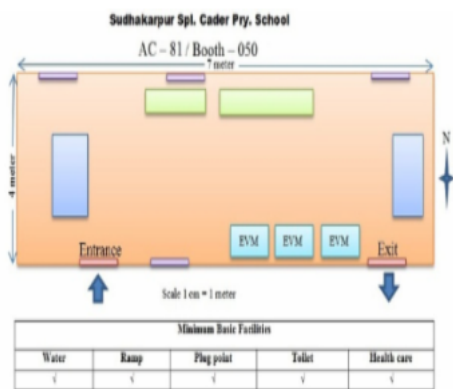 Sudhakarpur Spl. Cader Pry. School
AC – 81 / Booth – 050
7 meter
4 meter
N
EVM EVM EVM
Entrance
Exit
Scale 1 cm = 1 meter
Minimum Basic Facilities
Water Ramp Plug point Toilet Health care
√ √ √ √ √